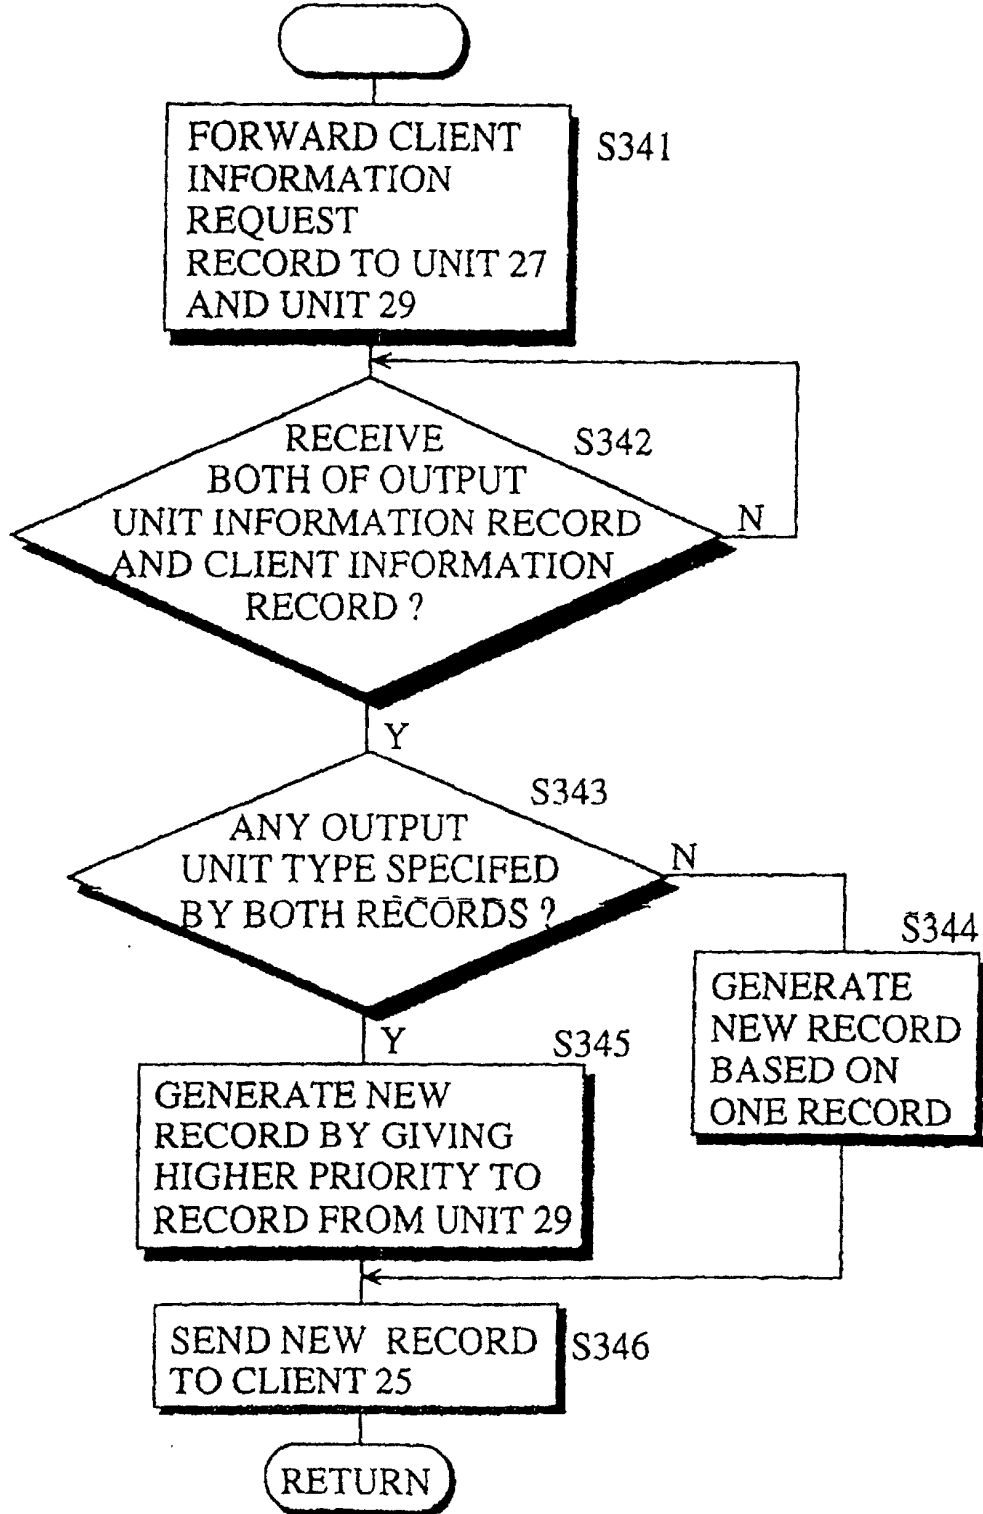 FORWARD CLIENT
INFORMATION
REQUEST
RECORD TO UNIT 27
AND UNIT 29
S341
RECEIVE
BOTH OF OUTPUT
UNIT INFORMATION RECORD
AND CLIENT INFORMATION
RECORD ?
S342
N
Y
S343
ANY OUTPUT
UNIT TYPE SPECIFED
BY BOTH RECORDS ?
N
S344
GENERATE
NEW RECORD
BASED ON
ONE RECORD
Y
S345
GENERATE NEW
RECORD BY GIVING
HIGHER PRIORITY TO
RECORD FROM UNIT 29
SEND NEW RECORD
TO CLIENT 25
S346
RETURN